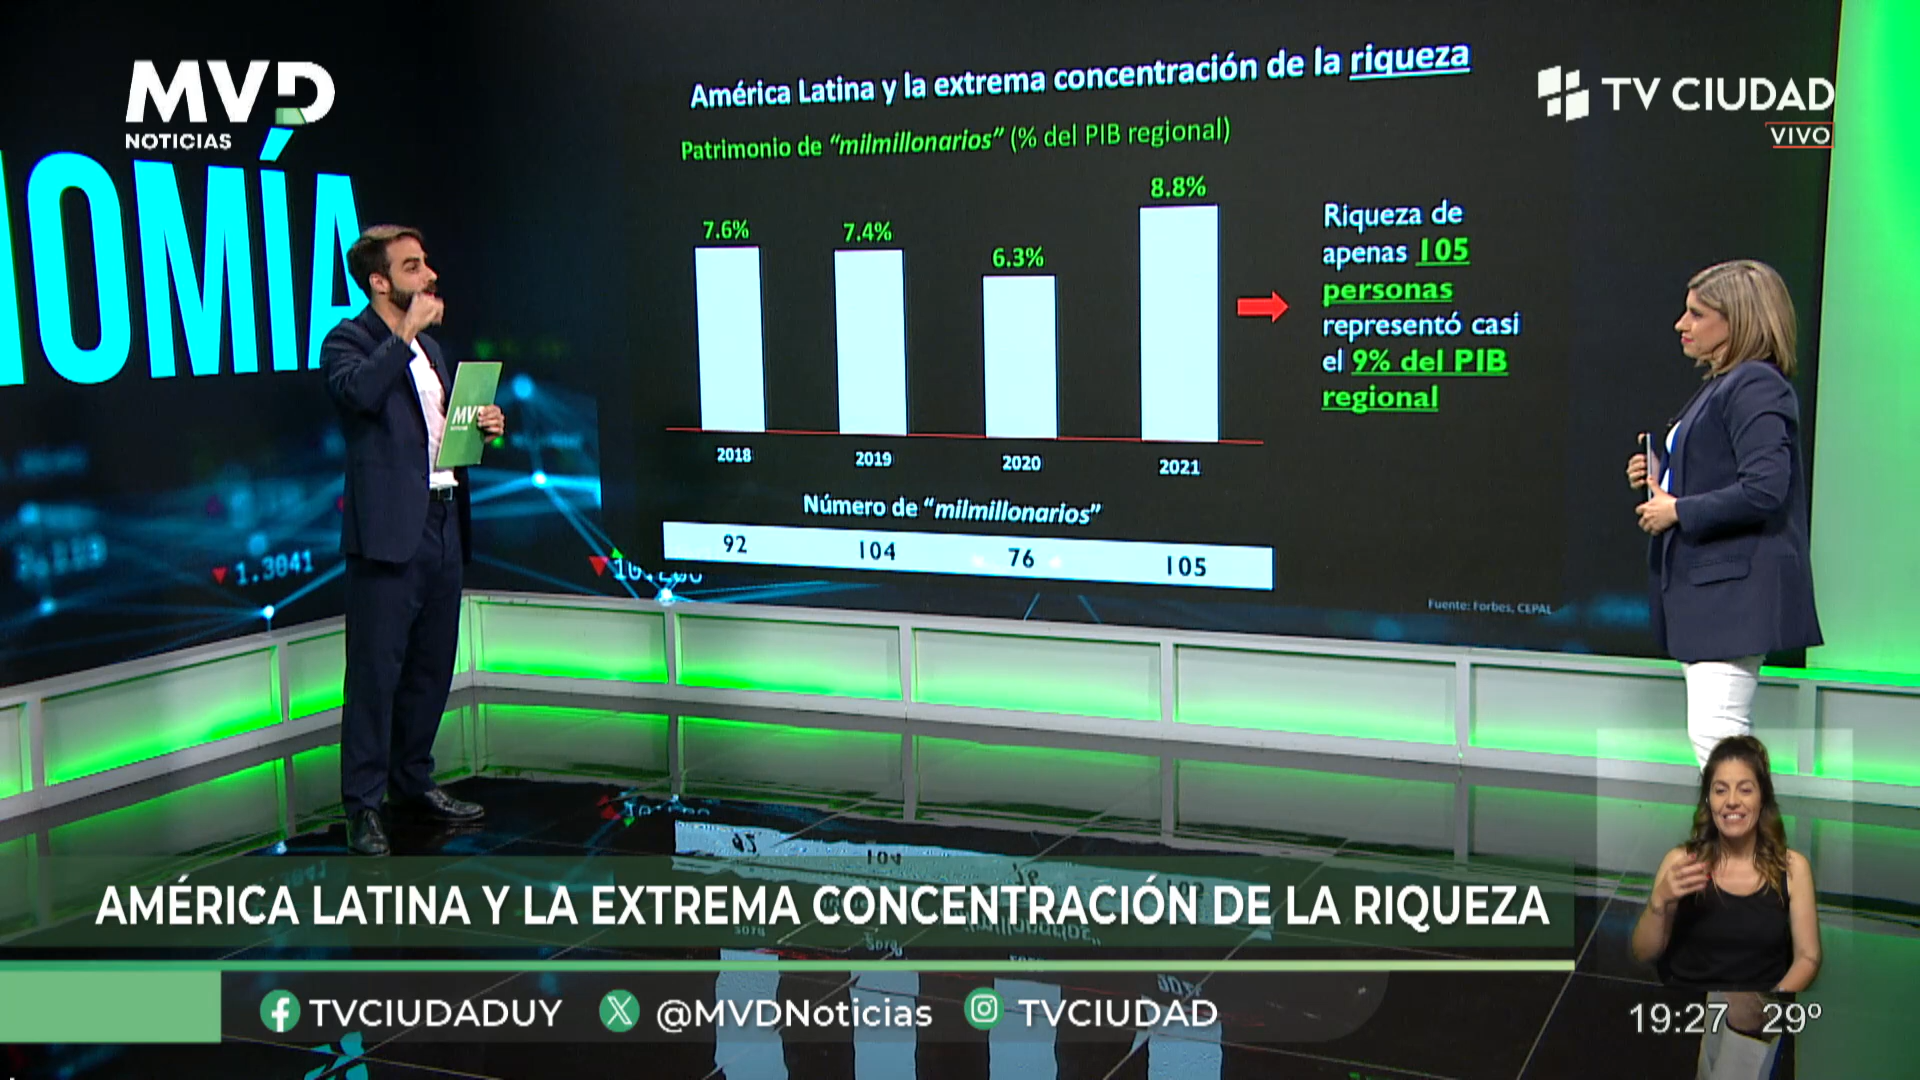 MVD
NOTICIAS
NOMÍA
América Latina y la extrema concentración de la riqueza
Patrimonio de “milmillonarios” (% del PIB regional)
7.6%
7.4%
6.3%
8.8%
2018
2019
2020
2021
Riqueza de
apenas 105
personas
representó casi
el 9% del PIB
regional
Número de “milmillonarios”
92
104
76
105
Fuente: Forbes, CEPAL
TV CIUDAD
VIVO
MVD
1.3041
AMÉRICA LATINA Y LA EXTREMA CONCENTRACIÓN DE LA RIQUEZA
TVCIUDADUY
@MVDNoticias
TVCIUDAD
19:27 29º